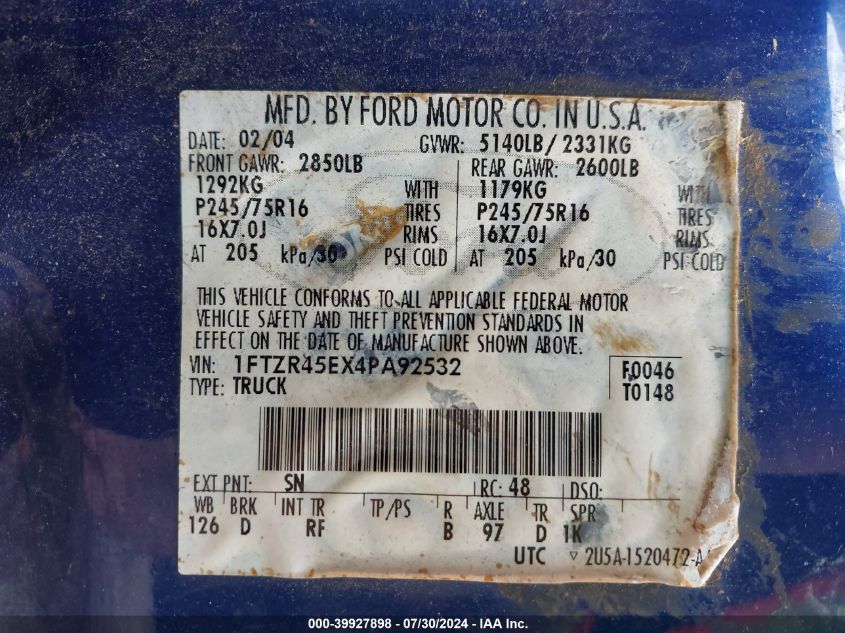 MFD. BY FORD MOTOR CO. IN U.S.A.
DATE: 02/04 GVWR: 5140LB/ 2331KG
FRONT GAWR: 2850LB REAR GAWR: 2600LB
1292KG WITH 1179KG WITH
P245/75R16 TIRES P245/75R16 TIRES
16X7.0J RIMS 16X7.0J RIMS
AT 205 kPa/30 PSI COLD AT 205 kPa/30 PSI COLD
THIS VEHICLE CONFORMS TO ALL APPLICABLE FEDERAL MOTOR
VEHICLE SAFETY AND THEFT PREVENTION STANDARDS IN
EFFECT ON THE DATE OF MANUFACTURE SHOWN ABOVE.
VIN: 1FTZR45EX4PA92532 F0046
TYPE: TRUCK T0148
EXT PNT: SN RC: 48 DSO:
WB BRK INT TR TP/PS R AXLE TR SPR
126 D RF B 97 D 1K
UTC ▽ 2U5A-1520472-A
000-39927898 - 07/30/2024 - IAA Inc.